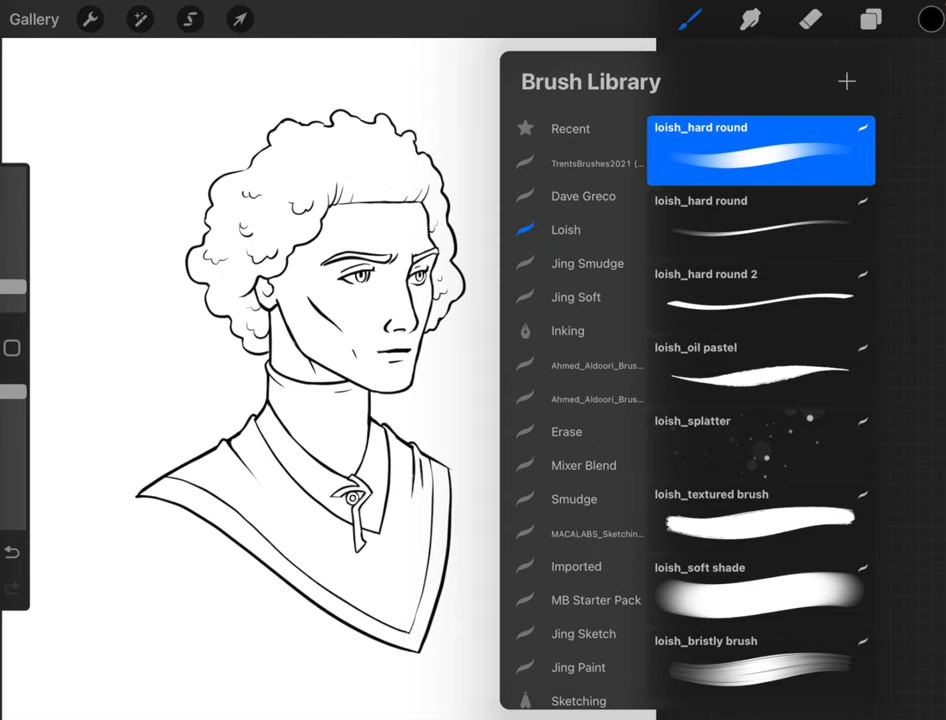 Gallery
Brush Library
Recent
TrentsBrushes2021 (...
Dave Greco
Loish
Jing Smudge
Jing Soft
Inking
Ahmed_Aldoori_Brus...
Ahmed_Aldoori_Brus...
Erase
Mixer Blend
Smudge
MACALABS_Sketchin...
Imported
MB Starter Pack
Jing Sketch
Jing Paint
Sketching
loish_hard round
loish_hard round
loish_hard round 2
loish_oil pastel
loish_splatter
loish_textured brush
loish_soft shade
loish_bristly brush